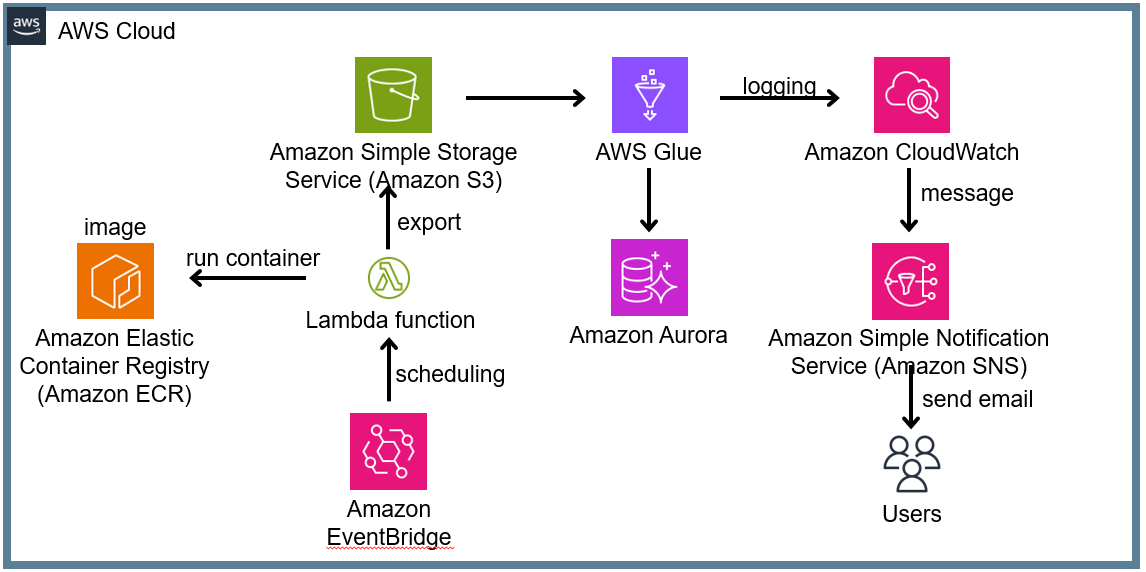 aws
AWS Cloud
logging
Amazon Simple Storage
Service (Amazon S3)
AWS Glue
Amazon CloudWatch
message
export
image
run container
Lambda function
Amazon Elastic
Container Registry
(Amazon ECR)
Amazon Aurora
Amazon Simple Notification
Service (Amazon SNS)
scheduling
send email
Amazon
EventBridge
Users